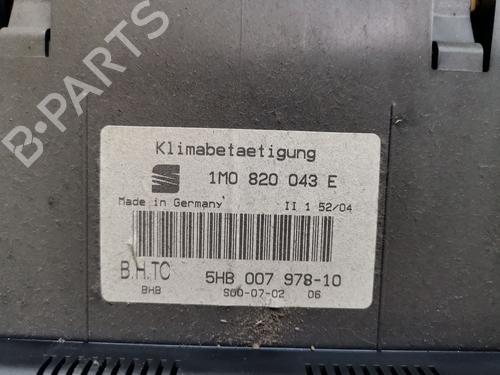 B-PARTS
Klimabetaetigung
1M0 820 043 E
Made in Germany II 1 52/04
B.H.TC 5HB 007 978-10
BHB S00-07-02 06